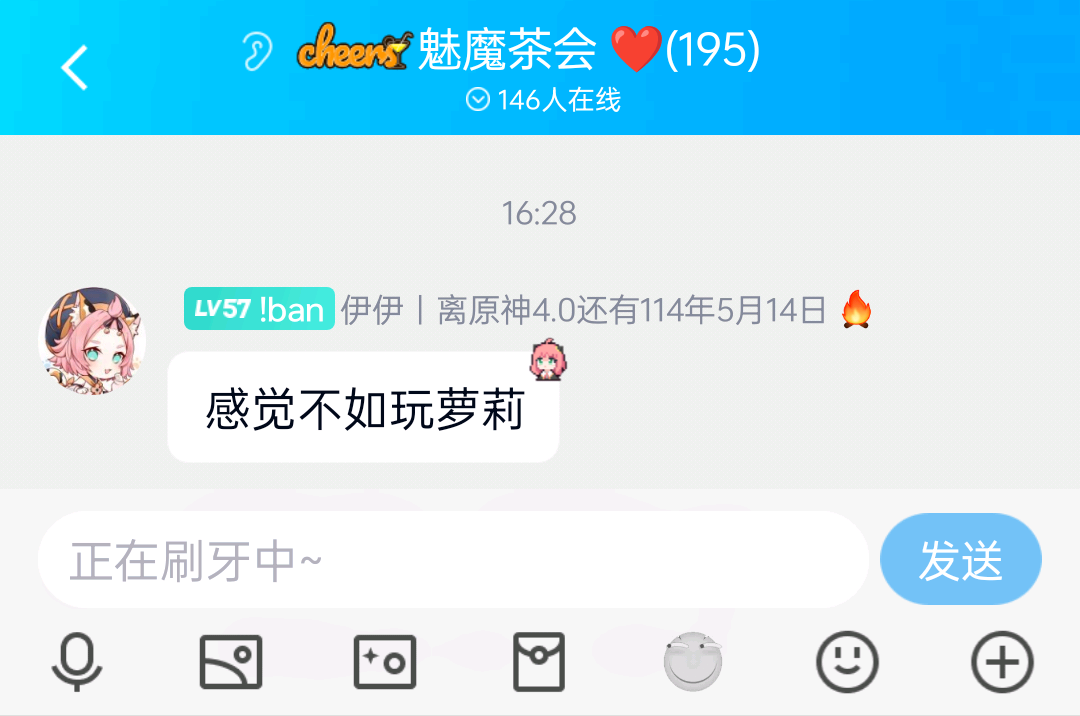 cheers 魅魔茶会 ❤️(195)
146人在线
16:28
LV57 !ban 伊伊丨离原神4.0还有114年5月14日 🔥
感觉不如玩萝莉
正在刷牙中~
发送